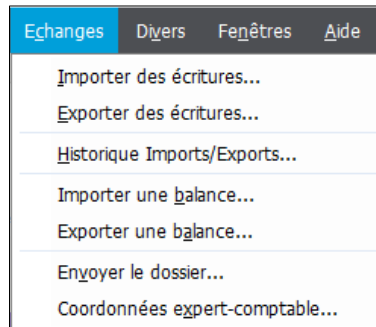 Echanges Divers Fenêtres Aide
Importer des écritures...
Exporter des écritures...
Historique Imports/Exports...
Importer une balance...
Exporter une balance...
Envoyer le dossier...
Coordonnées expert-comptable...